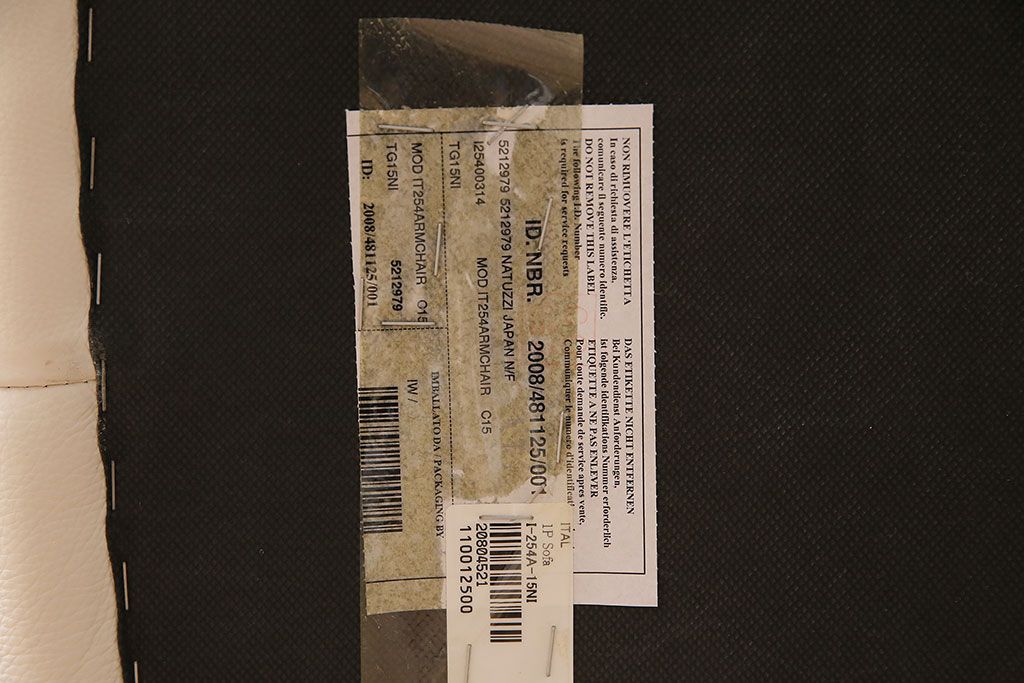 NON RIMUOVERE L'ETICHETTA
In caso di richiesta di assistenza,
comunicare il seguente numero identific.
DO NOT REMOVE THIS LABEL
The following I.D. Number
is required for service requests
DAS ETIKETTE NICHT ENTFERNEN
Bei Kundendienst Anforderungen,
ist folgende identifikations Nummer erforderlich
ETIQUETTE A NE PAS ENLEVER
Pour toute demande de service apres vente,
Communiquer le numero d'identificat
ID. NBR. 2008/481125/001
5212979 5212979 NATUZZI JAPAN N/F
I25400314 MOD IT254ARMCHAIR C15
TG15NI
MOD IT254ARMCHAIR C15
TG15NI 5212979
ID: 2008/481125/001
IMBALLATO DA / PACKAGING BY
IW /
ITAL
1P Sofa
I-254A-15NI
20804521
110012500